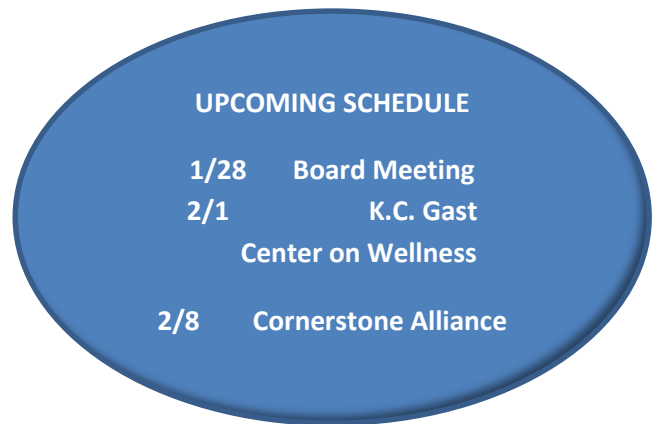 UPCOMING SCHEDULE
1/28 Board Meeting
2/1 K.C. Gast
Center on Wellness
2/8 Cornerstone Alliance